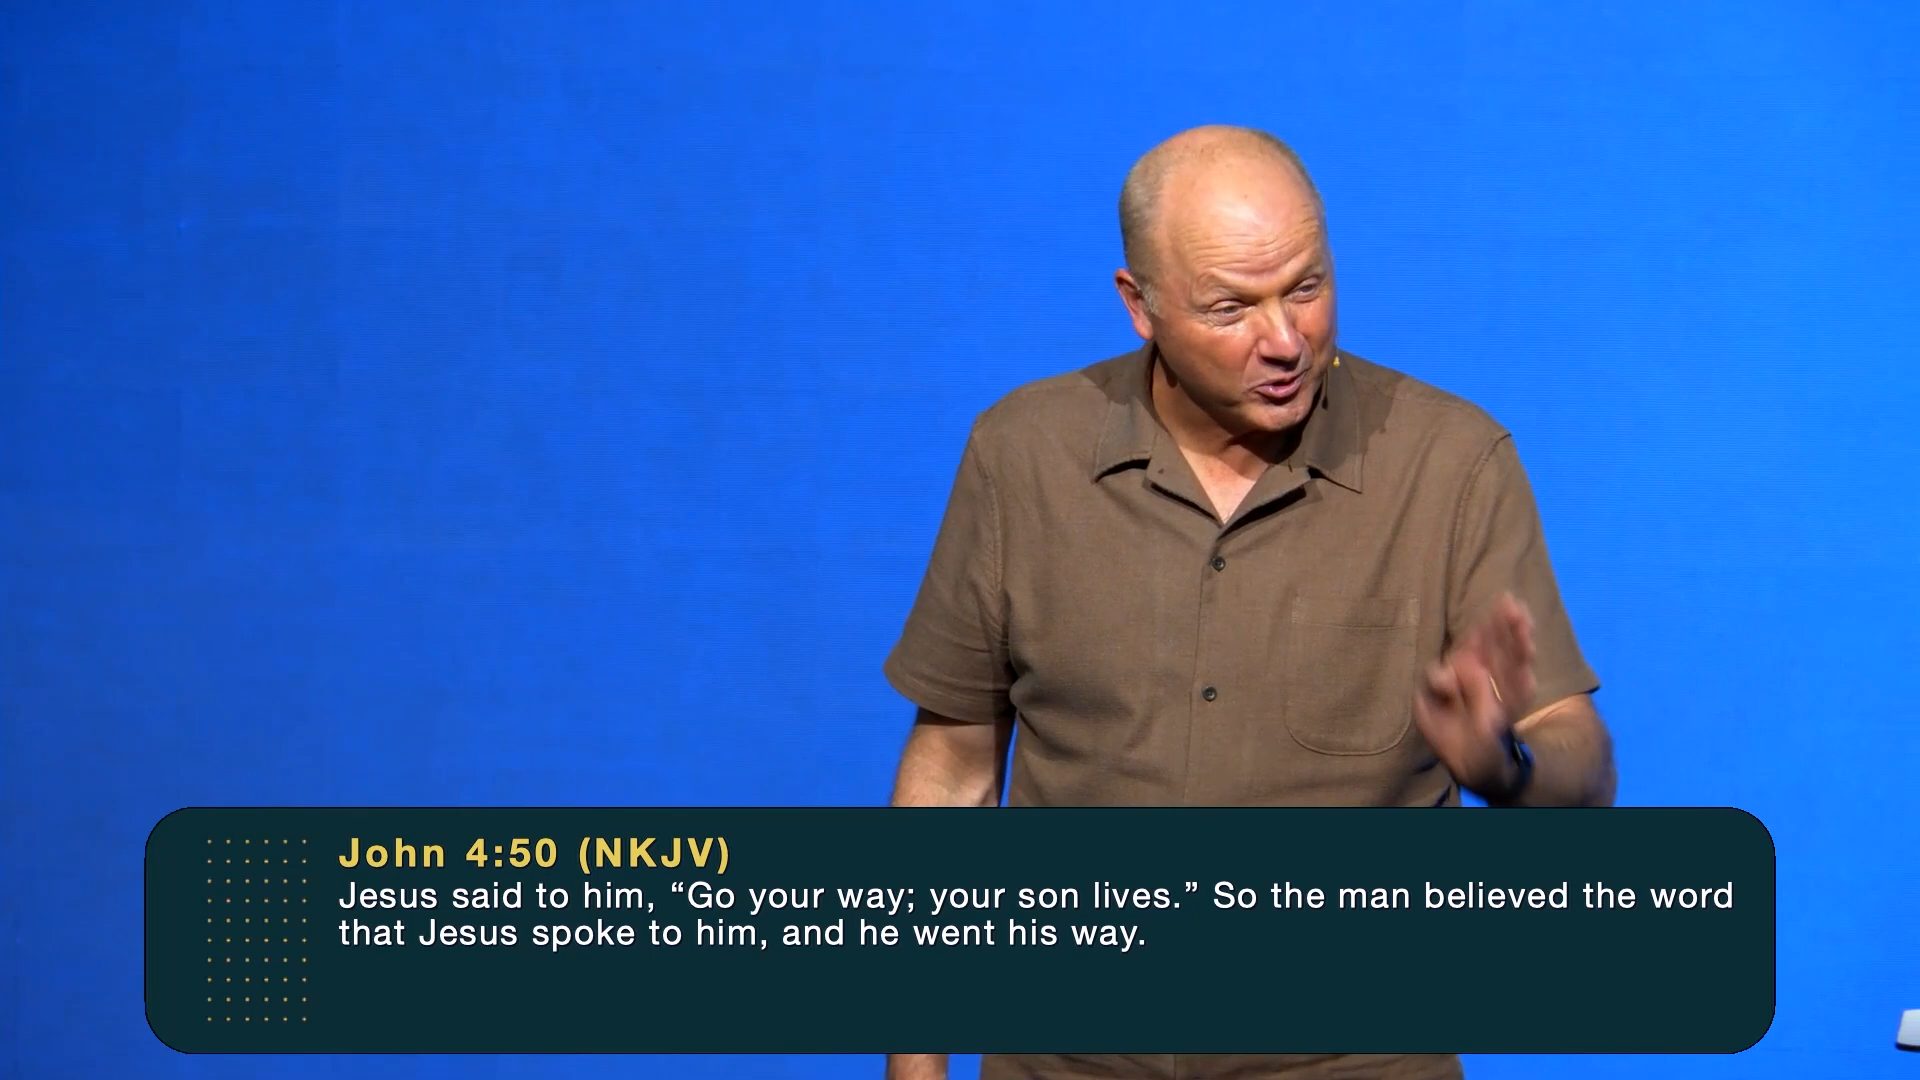 John 4:50 (NKJV)
Jesus said to him, “Go your way; your son lives.” So the man believed the word
that Jesus spoke to him, and he went his way.